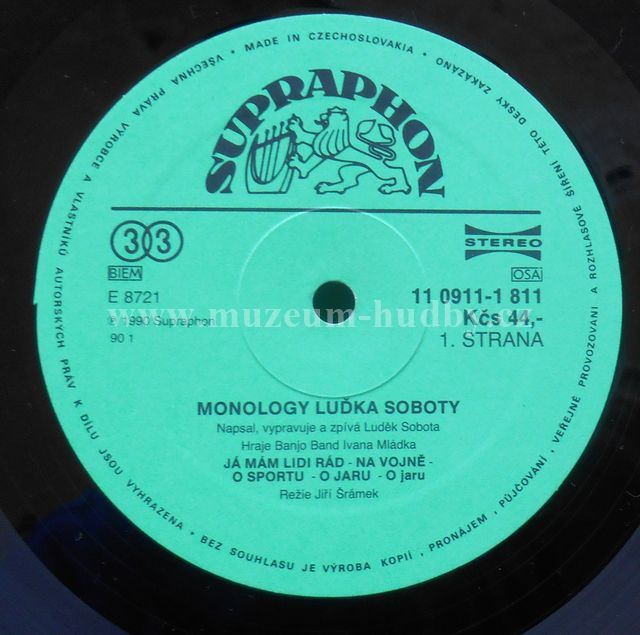 VŠECHNA PRÁVA VÝROBCE A VLASTNÍKŮ AUTORSKÝCH PRÁV K DÍLU JSOU VYHRAZENA • BEZ SOUHLASU JE VÝROBA KOPIÍ, PRONÁJEM, PŮJČOVÁNÍ, VEŘEJNÉ PROVOZOVÁNÍ A ROZHLASOVÉ ŠÍŘENÍ TÉTO DESKY ZAKÁZÁNO • MADE IN CZECHOSLOVAKIA •
SUPRAPHON
33
STEREO
BIEM
OSA
E 8721
11 0911-1 811
℗ 1990 Supraphon
Kčs 44,-
90 1
1. STRANA
www.muzeum-hudby.cz
MONOLOGY LUĎKA SOBOTY
Napsal, vypravuje a zpívá Luděk Sobota
Hraje Banjo Band Ivana Mládka
JÁ MÁM LIDI RÁD - NA VOJNĚ -
O SPORTU - O JARU - O jaru
Režie Jiří Šrámek